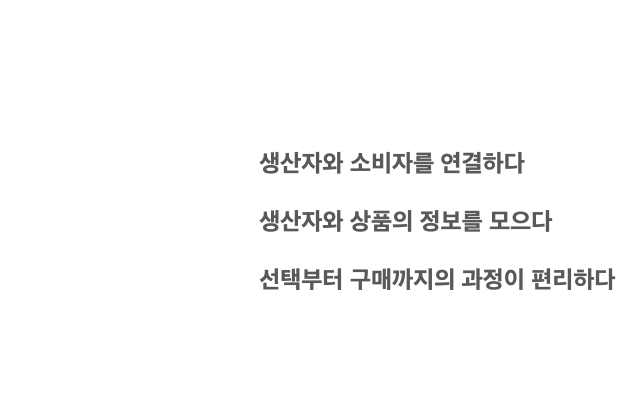 생산자와 소비자를 연결하다
생산자와 상품의 정보를 모으다
선택부터 구매까지의 과정이 편리하다